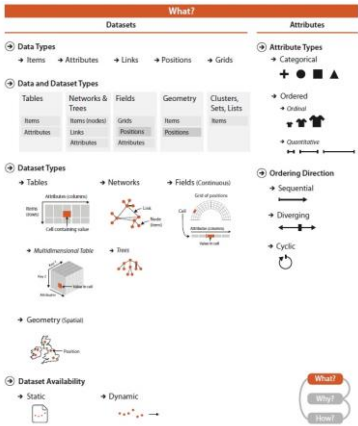 What?
Datasets
Attributes
Data Types
Items
Attributes
Links
Positions
Grids
Data and Dataset Types
Tables
Networks & Trees
Fields
Geometry
Clusters, Sets, Lists
Items
Items (nodes)
Grids
Items
Items
Attributes
Links
Positions
Positions
Attributes
Attributes
Dataset Types
Tables
Networks
Fields (Continuous)
Attributes (columns)
Items (rows)
Cell containing value
Link
Node (item)
Grid of positions
Cell
Attributes (columns)
Value in cell
Multidimensional Table
Trees
Value in cell
Geometry (Spatial)
Position
Dataset Availability
Static
Dynamic
Attribute Types
Categorical
Ordered
Ordinal
Quantitative
Ordering Direction
Sequential
Diverging
Cyclic
What?
Why?
How?